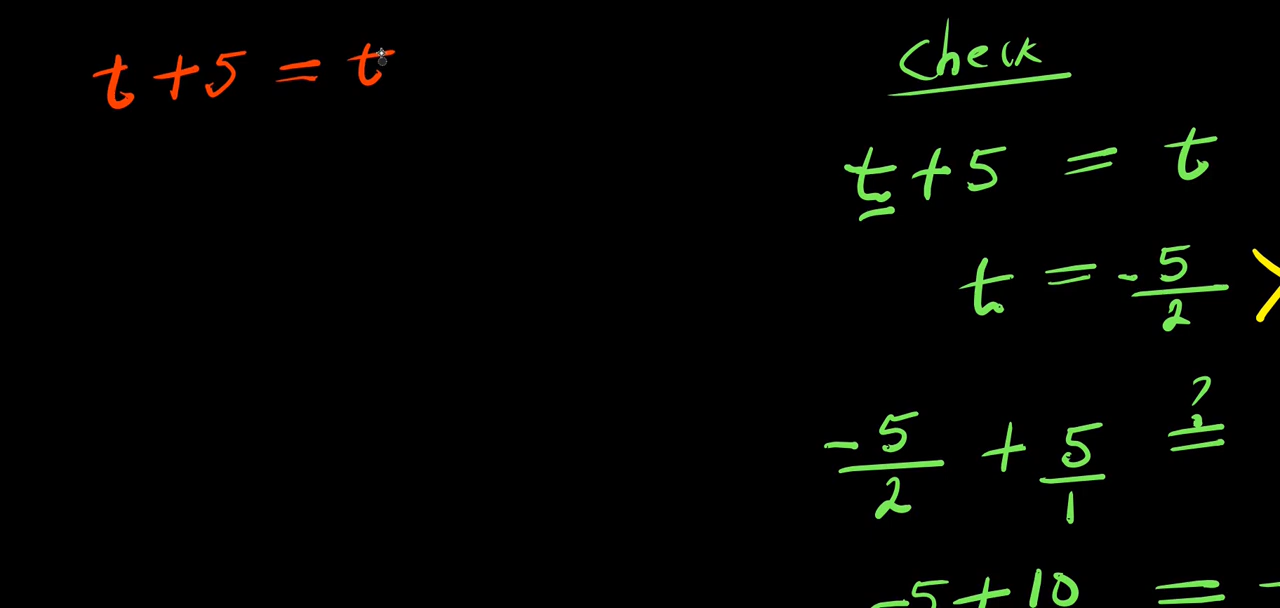 t + 5 = t
Check
t + 5 = t
t = - 5/2
- 5/2 + 5/1 ?=
-5 + 10 =